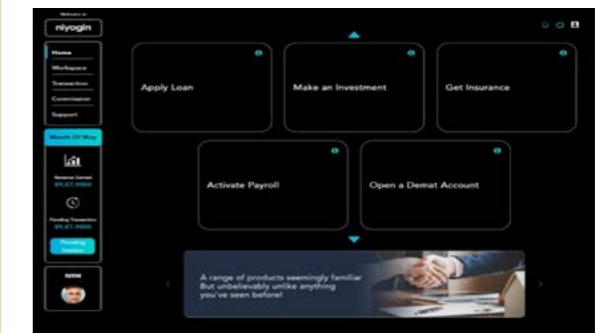 Welcome to
niyogin
Home
Workspace
Transaction
Commission
Support
Month Of May
Revenue Earned
Pending Transaction
Pending
Apply Loan
Make an Investment
Get Insurance
Activate Payroll
Open a Demat Account
A range of products seemingly familiar
But unbelievably unlike anything
you've seen before!